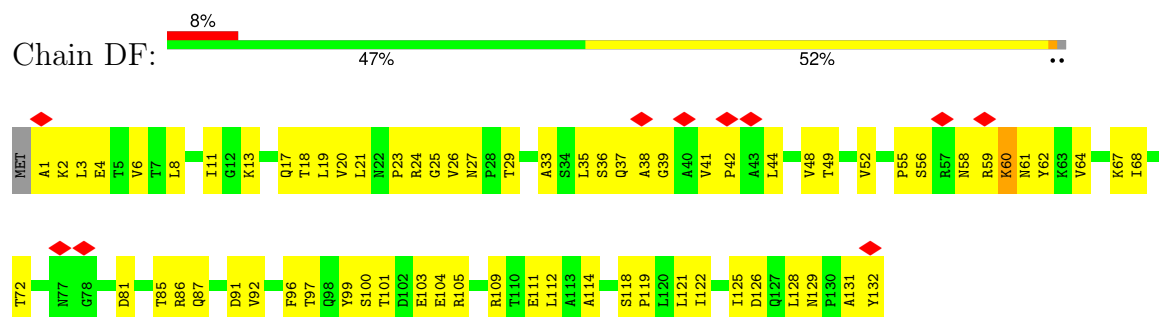 8%
Chain DF:
47% 52% ••
MET A1 K2 L3 E4 T5 V6 T7 L8 I11 G12 K13 Q17 T18 L19 V20 L21 N22 P23 R24 G25 V26 N27 P28 T29 A33 S34 L35 S36 Q37 A38 G39 A40 V41 P42 A43 L44 V48 T49 V52 P55 S56 R57 N58 R59 K60 N61 Y62 K63 V64 K67 I68
T72 N77 G78 D81 T85 R86 Q87 D91 V92 F96 T97 Q98 Y99 S100 T101 D102 E103 E104 R105 R109 T110 E111 L112 A113 A114 S118 P119 L120 L121 I122 I125 D126 Q127 L128 N129 P130 A131 Y132